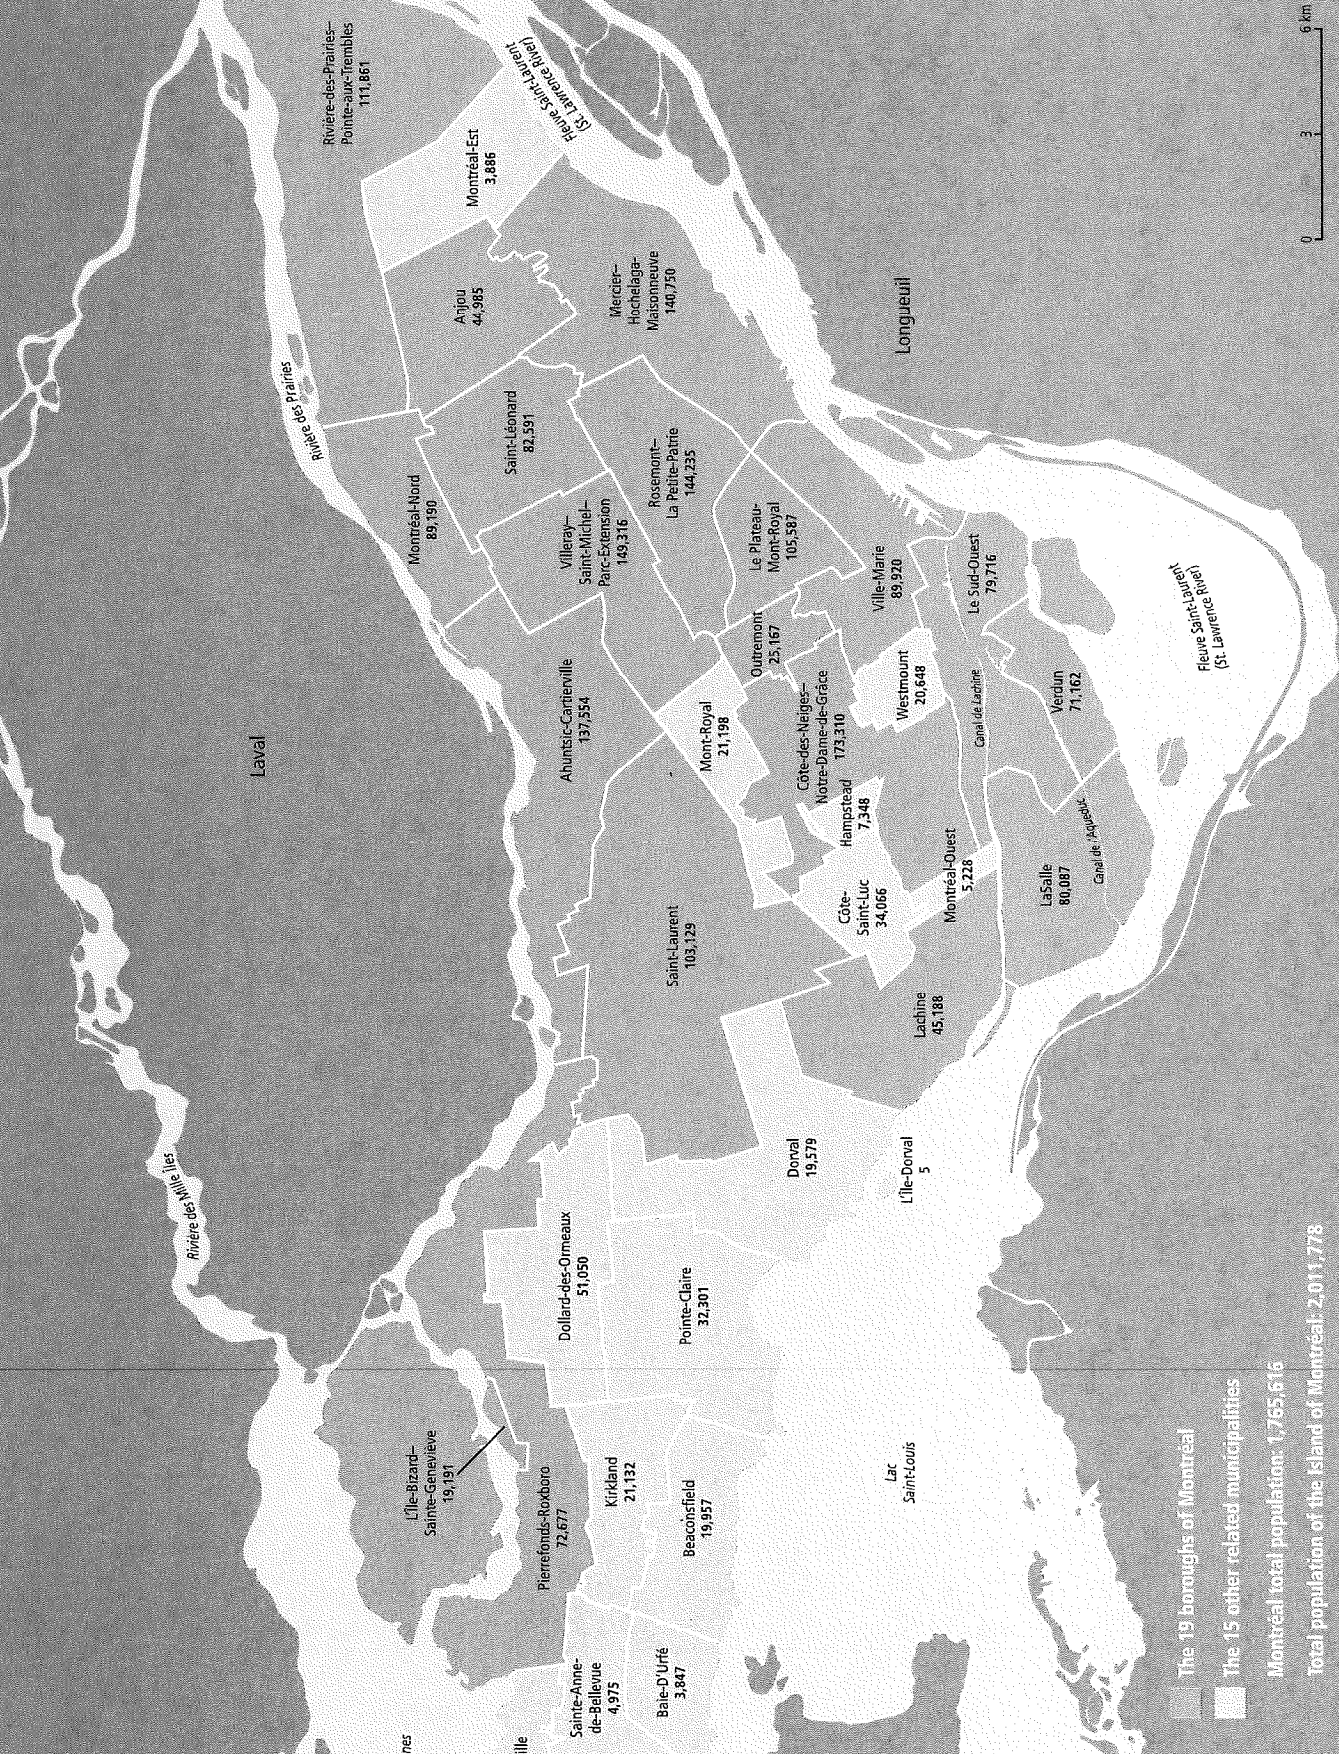 Rivière-des-Prairies–
Pointe-aux-Trembles
111,861
Fleuve Saint-Laurent
(St. Lawrence River)
Montréal-Est
3,886
Anjou
44,985
Mercier–
Hochelaga-
Maisonneuve
140,750
Longueuil
0
3
6 km
Rivière des Prairies
Saint-Léonard
82,591
Montréal-Nord
89,190
Rosemont–
La Petite-Patrie
144,235
Villeray–
Saint-Michel–
Parc-Extension
149,316
Le Plateau-
Mont-Royal
105,587
Ville-Marie
89,920
Le Sud-Ouest
79,716
Fleuve Saint-Laurent
(St. Lawrence River)
Laval
Ahuntsic-Cartierville
137,554
Outremont
25,167
Mont-Royal
21,198
Côte-des-Neiges–
Notre-Dame-de-Grâce
173,310
Westmount
20,648
Canal de Lachine
Verdun
71,162
Hampstead
7,348
Côte-
Saint-Luc
34,066
Montréal-Ouest
5,228
LaSalle
80,087
Canal de l'Aqueduc
Saint-Laurent
103,129
Lachine
45,188
Rivière des Mille Îles
Dorval
19,579
L'Île-Dorval
5
Dollard-des-Ormeaux
51,050
Pointe-Claire
32,301
L'Île-Bizard–
Sainte-Geneviève
19,191
Pierrefonds-Roxboro
72,677
Kirkland
21,132
Beaconsfield
19,957
Lac
Saint-Louis
Sainte-Anne-
de-Bellevue
4,975
Baie-D'Urfé
3,847
nes
ille
The 19 boroughs of Montréal
The 15 other related municipalities
Montréal total population: 1,765,616
Total population of the Island of Montréal: 2,011,778